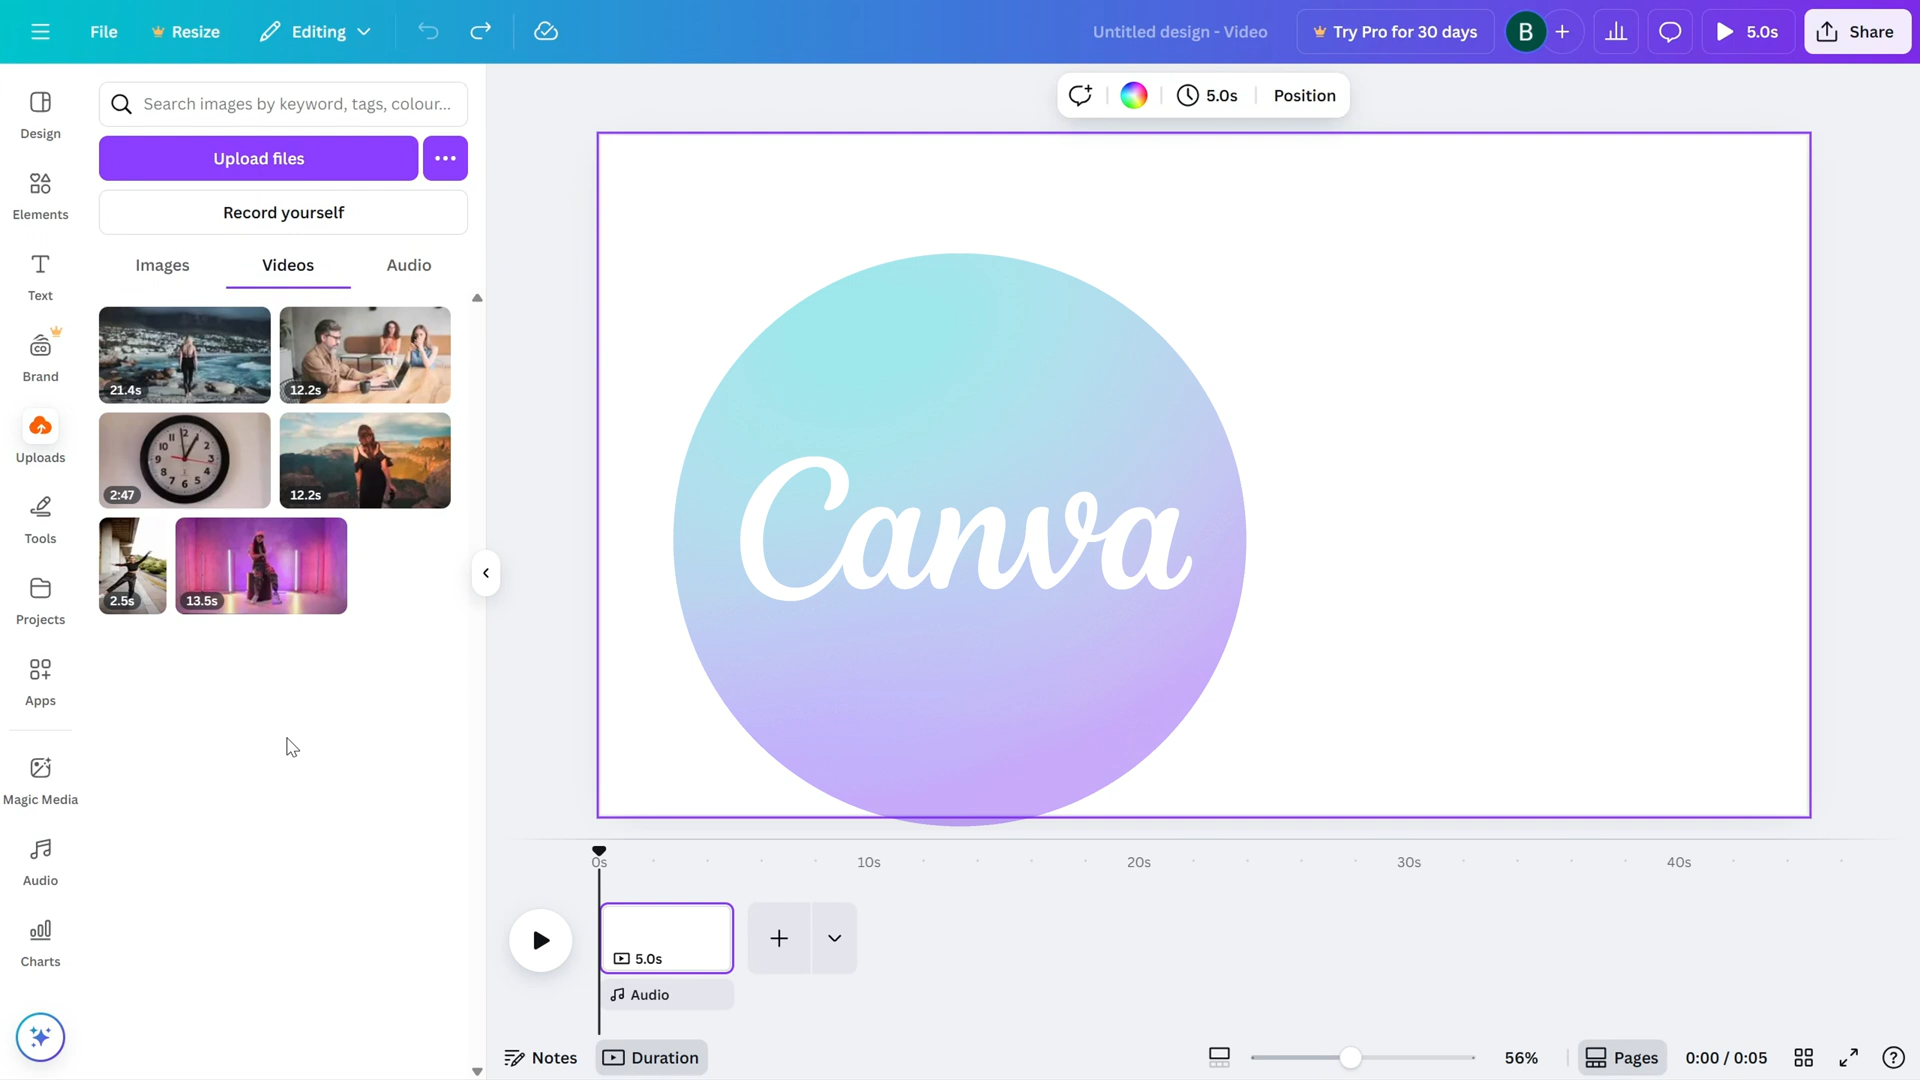 File
Resize
Editing
Untitled design - Video
Try Pro for 30 days
B
5.0s
Share
Design
Elements
Text
Brand
CO
Uploads
Tools
Projects
Apps
Magic Media
Audio
Charts
Search images by keyword, tags, colour...
Upload files
Record yourself
Images
Videos
Audio
21.4s
12.2s
2:47
12.2s
2.5s
13.5s
5.0s
Position
Canva
0s
10s
20s
30s
40s
5.0s
Audio
Notes
Duration
56%
Pages
0:00 / 0:05